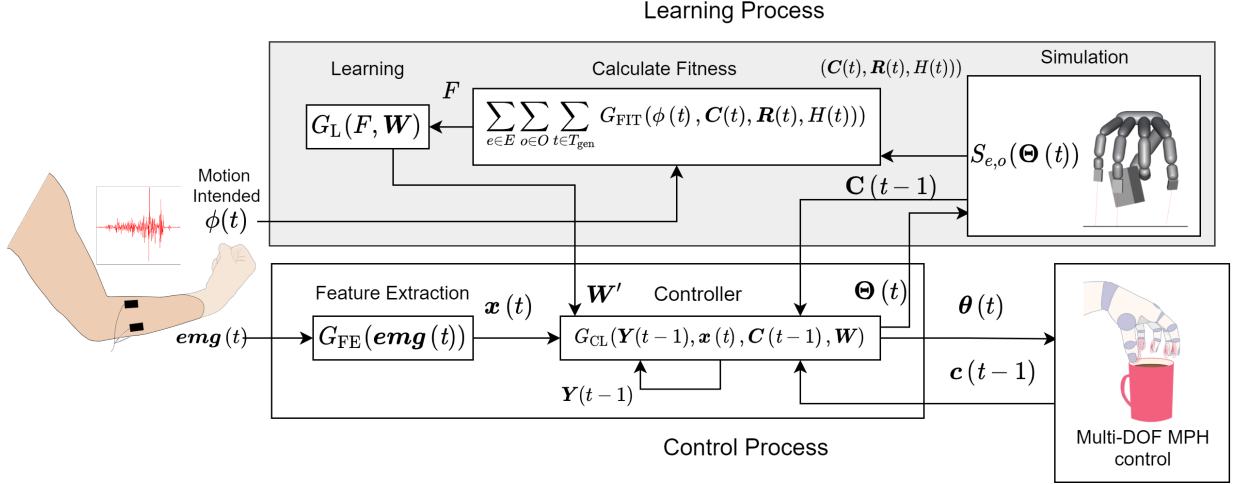 Learning Process
Learning
Calculate Fitness
(C(t), R(t), H(t)))
Simulation
F
G_L(F, W)
∑_{e∈E} ∑_{o∈O} ∑_{t∈T_gen} G_FIT(ϕ(t), C(t), R(t), H(t)))
S_{e,o}(Θ(t))
Motion
Intended
ϕ(t)
C(t−1)
Feature Extraction
x(t)
W′
Controller
Θ(t)
θ(t)
emg(t)
G_FE(emg(t))
G_CL(Y(t−1), x(t), C(t−1), W)
Y(t−1)
c(t−1)
Multi-DOF MPH
control
Control Process